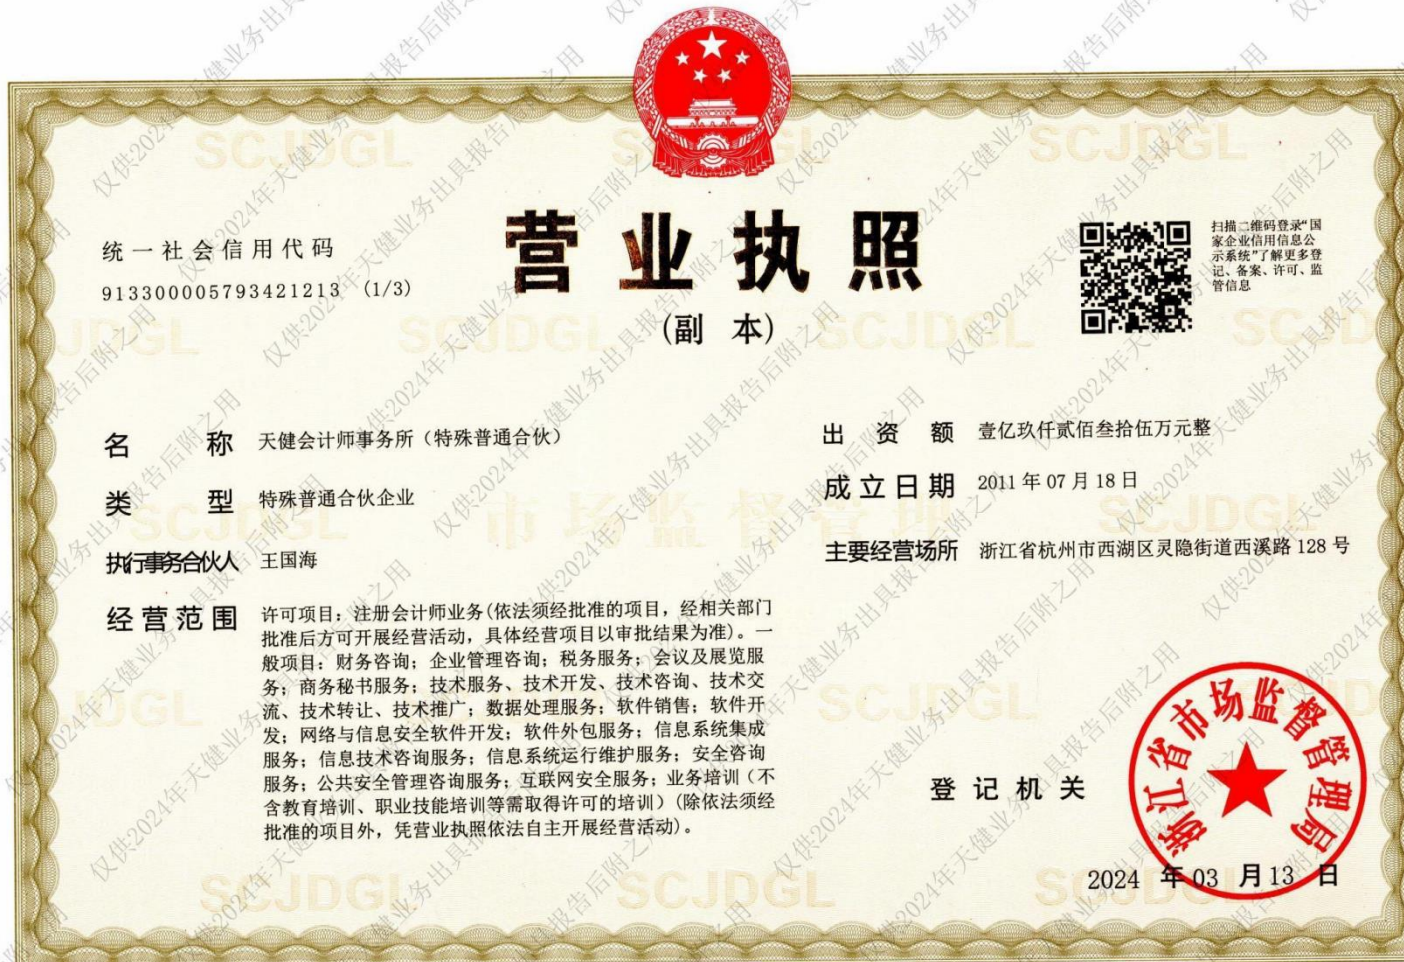 营业执照
(副 本)
统一社会信用代码
913300005793421213 (1/3)
扫描二维码登录“国
家企业信用信息公
示系统”了解更多登
记、备案、许可、监
管信息
名 称 天健会计师事务所（特殊普通合伙）
类 型 特殊普通合伙企业
执行事务合伙人 王国海
经营范围 许可项目：注册会计师业务(依法须经批准的项目，经相关部门
批准后方可开展经营活动，具体经营项目以审批结果为准)。一
般项目：财务咨询；企业管理咨询；税务服务；会议及展览服
务；商务秘书服务；技术服务、技术开发、技术咨询、技术交
流、技术转让、技术推广；数据处理服务；软件销售；软件开
发；网络与信息安全软件开发；软件外包服务；信息系统集成
服务；信息技术咨询服务；信息系统运行维护服务；安全咨询
服务；公共安全管理咨询服务；互联网安全服务；业务培训（不
含教育培训、职业技能培训等需取得许可的培训）(除依法须经
批准的项目外，凭营业执照依法自主开展经营活动)。
出 资 额 壹亿玖仟贰佰叁拾伍万元整
成立日期 2011 年 07 月 18 日
主要经营场所 浙江省杭州市西湖区灵隐街道西溪路 128 号
登记机关
浙江省市场监督管理局
2024 年 03 月 13 日
SCJDGL
市场监督管理
仅供2024年天健业务出具报告后附之用